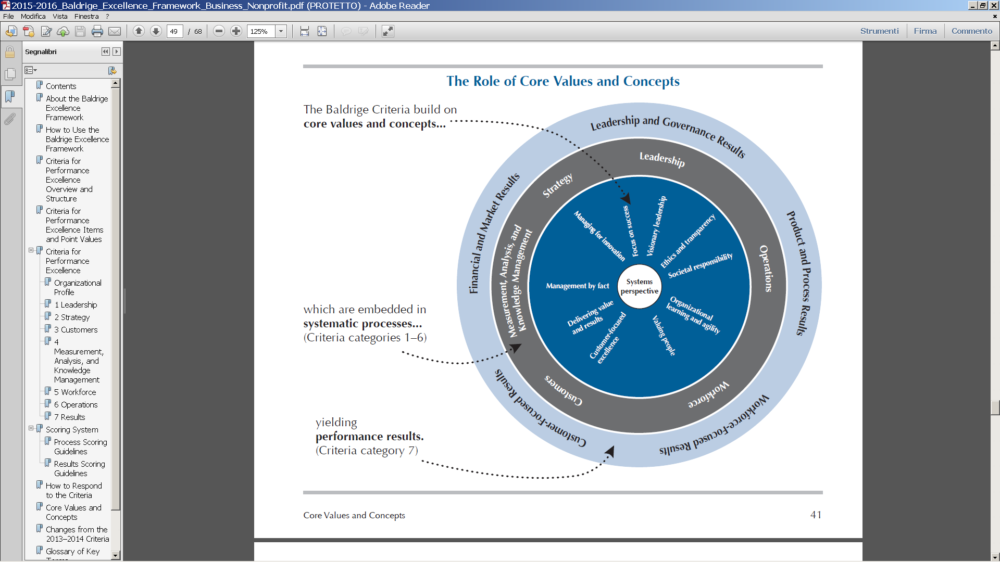 2015-2016_Baldrige_Excellence_Framework_Business_Nonprofit.pdf (PROTETTO) - Adobe Reader
File Modifica Vista Finestra ?
49 / 68 125%
Strumenti Firma Commento
Segnalibri
Contents
About the Baldrige
Excellence
Framework
How to Use the
Baldrige Excellence
Framework
Criteria for
Performance
Excellence
Overview and
Structure
Criteria for
Performance
Excellence Items
and Point Values
Criteria for
Performance
Excellence
Organizational
Profile
1 Leadership
2 Strategy
3 Customers
4
Measurement,
Analysis, and
Knowledge
Management
5 Workforce
6 Operations
7 Results
Scoring System
Process Scoring
Guidelines
Results Scoring
Guidelines
How to Respond
to the Criteria
Core Values and
Concepts
Changes from the
2013–2014 Criteria
Glossary of Key
The Role of Core Values and Concepts
The Baldrige Criteria build on
core values and concepts...
which are embedded in
systematic processes...
(Criteria categories 1–6)
yielding
performance results.
(Criteria category 7)
Leadership and Governance Results
Product and Process Results
Workforce-Focused Results
Customer-Focused Results
Financial and Market Results
Leadership
Operations
Workforce
Customers
Measurement, Analysis, and
Knowledge Management
Strategy
Focus on success
Visionary leadership
Ethics and transparency
Societal responsibility
Organizational
learning and agility
Valuing people
Customer-focused
excellence
Delivering value
and results
Management by fact
Managing for innovation
Systems
perspective
Core Values and Concepts
41